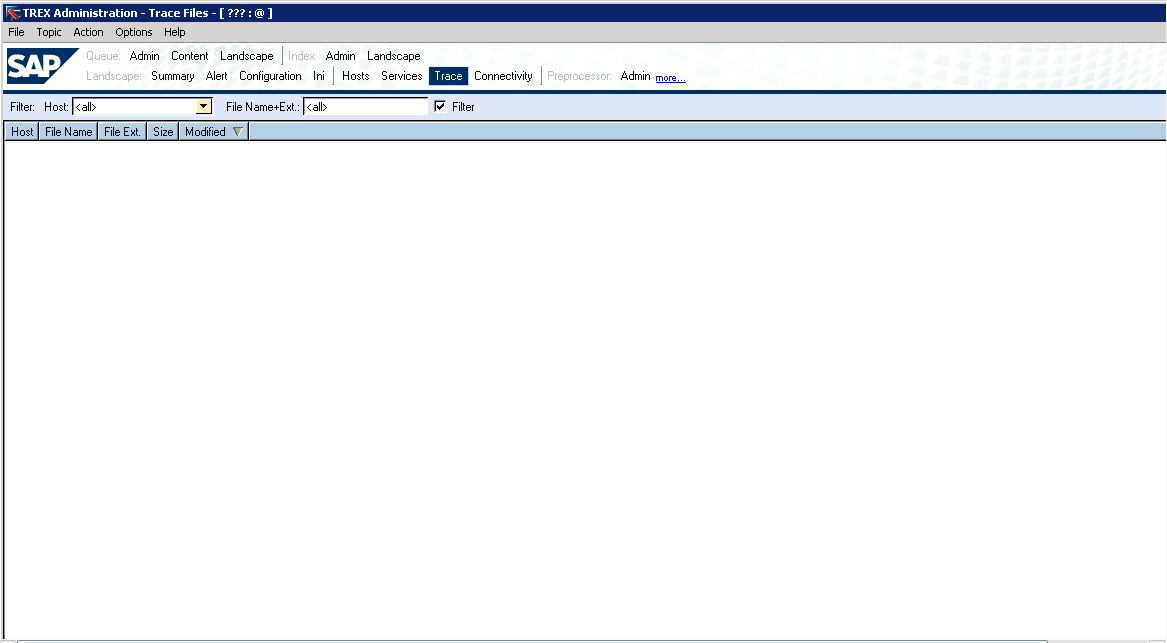 TREX Administration - Trace Files - [ ??? : @ ]
File Topic Action Options Help
SAP
Queue: Admin Content Landscape Index: Admin Landscape
Landscape: Summary Alert Configuration Ini Hosts Services Trace Connectivity Preprocessor: Admin more...
Filter: Host: <all> File Name+Ext.: <all> Filter
Host File Name File Ext. Size Modified